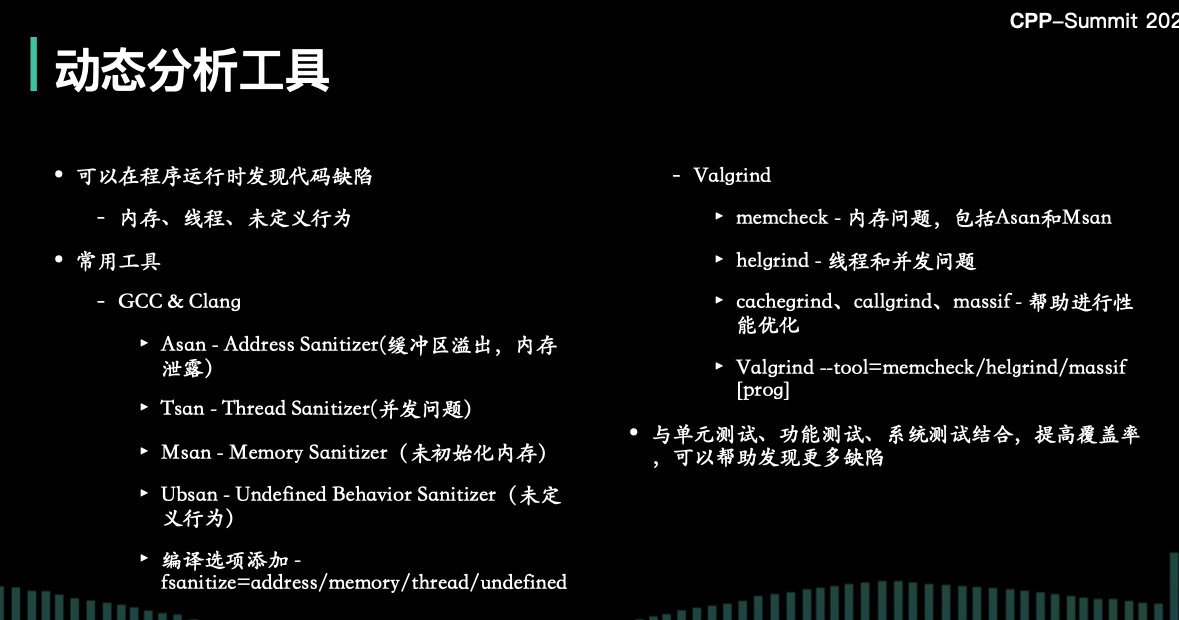 CPP-Summit 202
动态分析工具
• 可以在程序运行时发现代码缺陷
- 内存、线程、未定义行为
• 常用工具
- GCC & Clang
‣ Asan - Address Sanitizer(缓冲区溢出，内存
泄露）
‣ Tsan - Thread Sanitizer(并发问题)
‣ Msan - Memory Sanitizer（未初始化内存）
‣ Ubsan - Undefined Behavior Sanitizer（未定
义行为）
‣ 编译选项添加 -
fsanitize=address/memory/thread/undefined
- Valgrind
‣ memcheck - 内存问题，包括Asan和Msan
‣ helgrind - 线程和并发问题
‣ cachegrind、callgrind、massif - 帮助进行性
能优化
‣ Valgrind --tool=memcheck/helgrind/massif
[prog]
• 与单元测试、功能测试、系统测试结合，提高覆盖率
，可以帮助发现更多缺陷